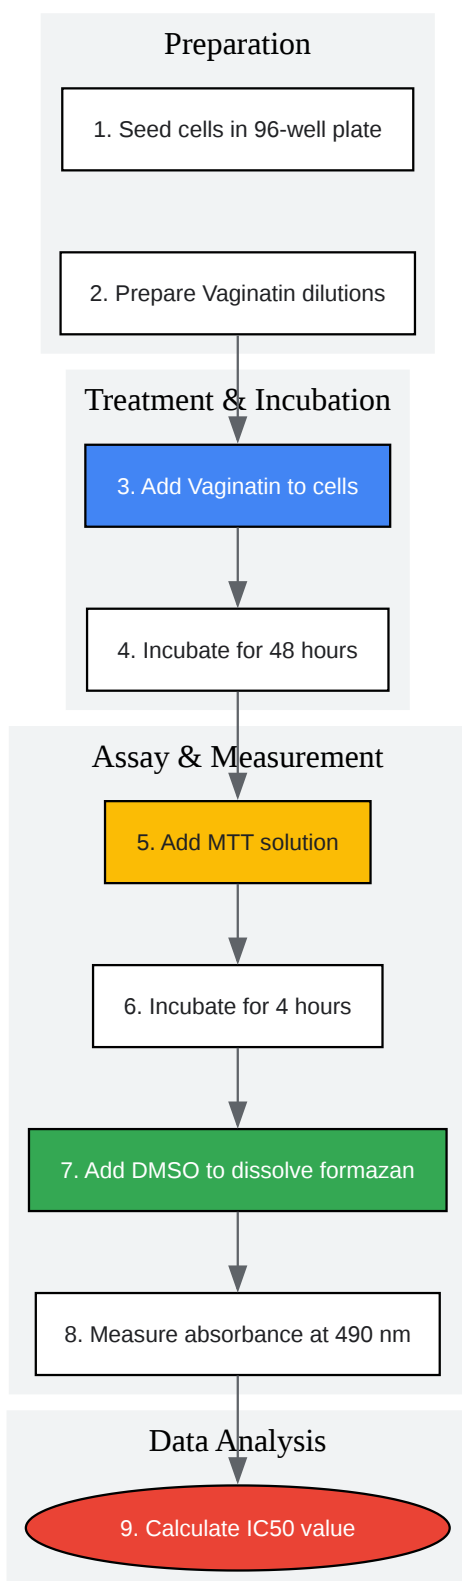 Preparation
1. Seed cells in 96-well plate
2. Prepare Vaginatin dilutions
Treatment & Incubation
3. Add Vaginatin to cells
4. Incubate for 48 hours
Assay & Measurement
5. Add MTT solution
6. Incubate for 4 hours
7. Add DMSO to dissolve formazan
8. Measure absorbance at 490 nm
Data Analysis
9. Calculate IC50 value